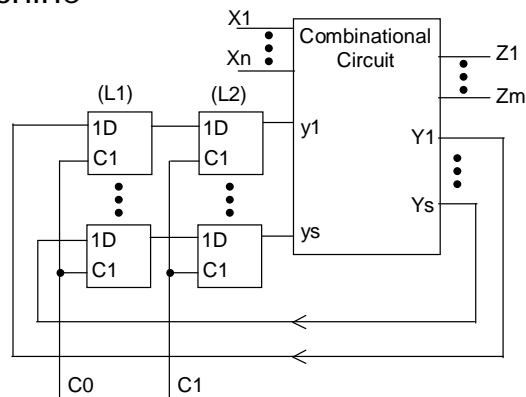 X1
Xn
Combinational
Circuit
Z1
Zm
(L1)
(L2)
1D
C1
1D
C1
y1
Y1
1D
C1
1D
C1
ys
Ys
C0
C1